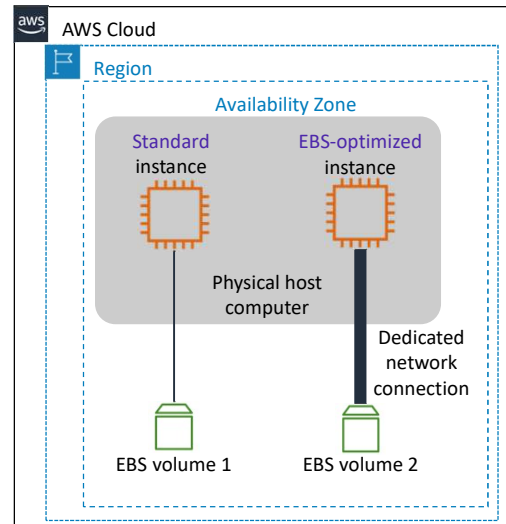 aws
AWS Cloud
Region
Availability Zone
Standard
instance
EBS-optimized
instance
Physical host
computer
Dedicated
network
connection
EBS volume 1
EBS volume 2